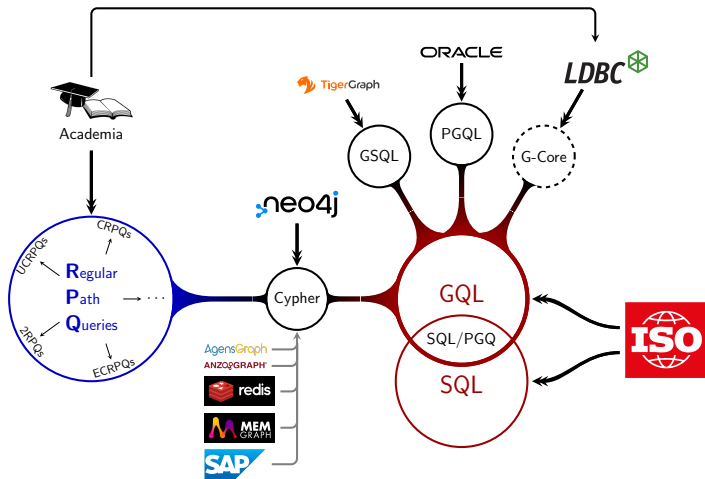 ORACLE
TigerGraph
LDBC
Academia
GSQL
PGQL
G-Core
neo4j
CRPQs
UCRPQs
Regular
Path
Queries
...
2RPQs
ECRPQs
Cypher
GQL
SQL/PGQ
SQL
ISO
AgensGraph
ANZOGRAPH®
redis
MEM
GRAPH
SAP